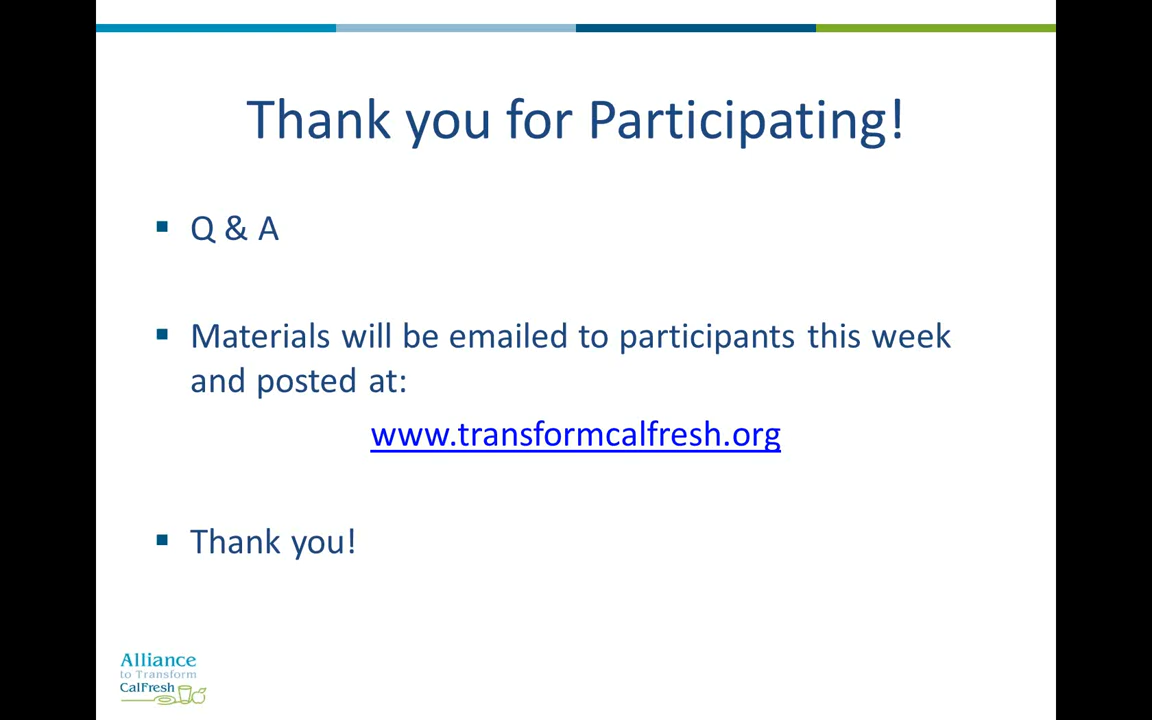 Thank you for Participating!
Q & A
Materials will be emailed to participants this week
and posted at:
www.transformcalfresh.org
Thank you!
Alliance
to Transform
CalFresh